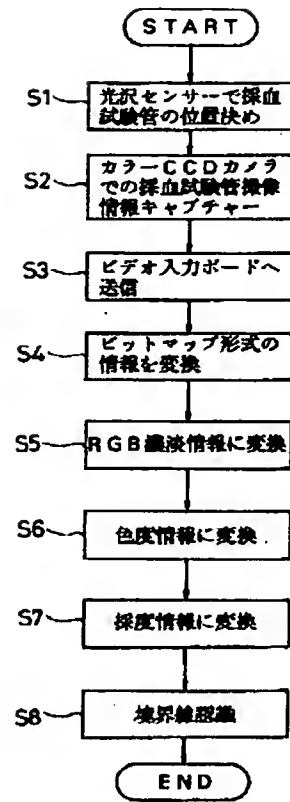 START
S1
光沢センサーで採血
試験管の位置決め
S2
カラーCCDカメラ
での採血試験管撮像
情報キャプチャー
S3
ビデオ入力ボードへ
送信
S4
ビットマップ形式の
情報を変換
S5
RGB濃淡情報に変換
S6
色度情報に変換
S7
採度情報に変換
S8
境界線認識
END